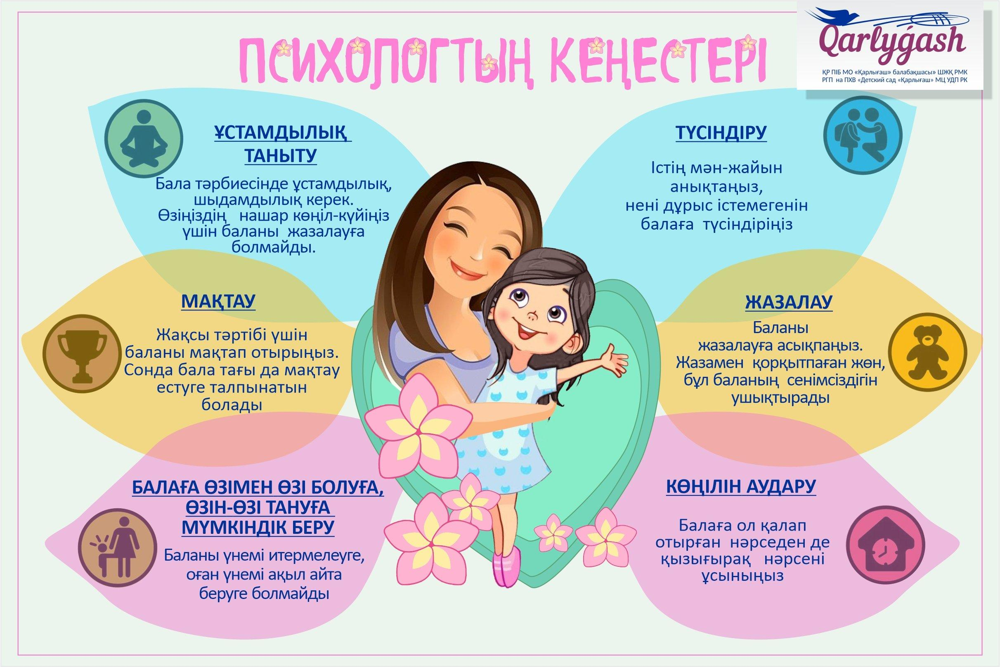 ПСИХОЛОГТЫҢ КЕҢЕСТЕРІ
Qarlyǵash
ҚР ПІБ МО «Қарлығаш» балабақшасы» ШЖҚ РМК
РГП на ПХВ «Детский сад «Қарлығаш» МЦ УДП РК
ҰСТАМДЫЛЫҚ
ТАНЫТУ
Бала тәрбиесінде ұстамдылық,
шыдамдылық керек.
Өзіңіздің нашар көңіл-күйіңіз
үшін баланы жазалауға
болмайды.
ТҮСІНДІРУ
Істің мән-жайын
анықтаңыз,
нені дұрыс істемегенін
балаға түсіндіріңіз
МАҚТАУ
Жақсы тәртібі үшін
баланы мақтап отырыңыз.
Сонда бала тағы да мақтау
естуге талпынатын
болады
ЖАЗАЛАУ
Баланы
жазалауға асықпаңыз.
Жазамен қорқытпаған жөн,
бұл баланың сенімсіздігін
ушықтырады
БАЛАҒА ӨЗІМЕН ӨЗІ БОЛУҒА,
ӨЗІН-ӨЗІ ТАНУҒА
МҮМКІНДІК БЕРУ
Баланы үнемі итермелеуге,
оған үнемі ақыл айта
беруге болмайды
КӨҢІЛІН АУДАРУ
Балаға ол қалап
отырған нәрседен де
қызығырақ нәрсені
ұсыныңыз